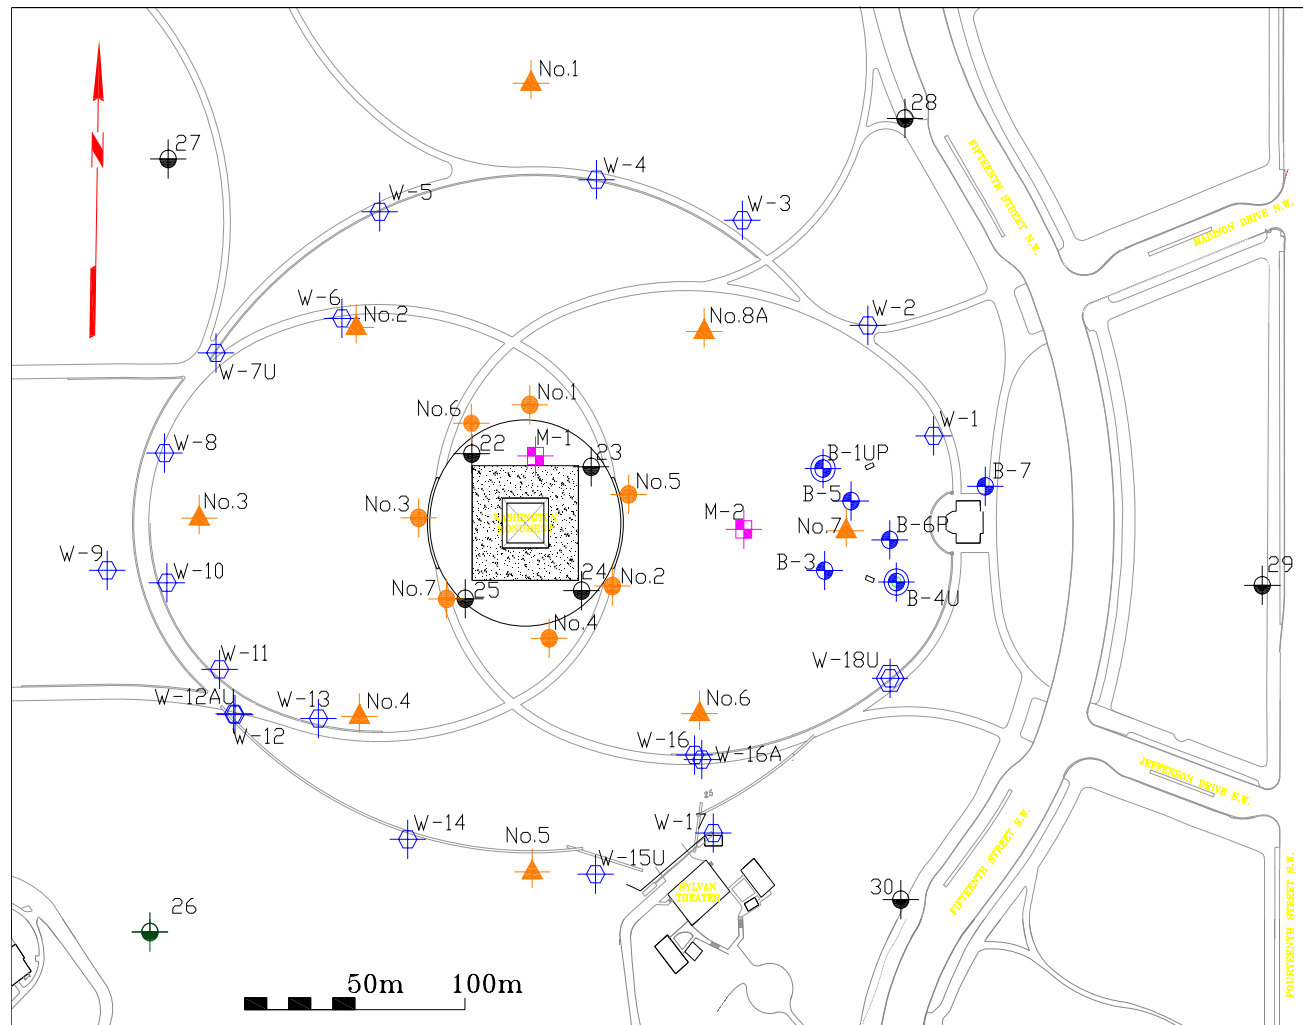 No.1
28
27
N
FIFTEENTH STREET N.W.
W-4
W-5
W-3
MADISON DRIVE N.W.
W-6
No.2
No.8A
W-2
W-7U
No.1
No.6
W-1
W-8
22
M-1
23
B-1UP
B-7
No.3
No.3
No.5
B-5
WASHINGTON
MONUMENT
M-2
No.7
B-6P
W-9
W-10
B-3
24
No.2
29
No.7
25
B-4U
No.4
W-11
W-18U
W-12AU
W-13
No.4
No.6
W-12
W-16
W-16A
JEFFERSON DRIVE N.W.
25
W-14
No.5
W-17
W-15U
FIFTEENTH STREET S.W.
SYLVAN
THEATER
30
26
POURTEENTH STREET S.W.
50m
100m